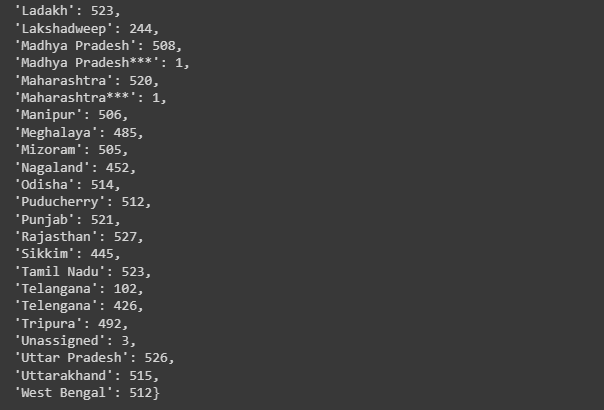 'Ladakh': 523,
'Lakshadweep': 244,
'Madhya Pradesh': 508,
'Madhya Pradesh***': 1,
'Maharashtra': 520,
'Maharashtra***': 1,
'Manipur': 506,
'Meghalaya': 485,
'Mizoram': 505,
'Nagaland': 452,
'Odisha': 514,
'Puducherry': 512,
'Punjab': 521,
'Rajasthan': 527,
'Sikkim': 445,
'Tamil Nadu': 523,
'Telangana': 102,
'Telengana': 426,
'Tripura': 492,
'Unassigned': 3,
'Uttar Pradesh': 526,
'Uttarakhand': 515,
'West Bengal': 512}